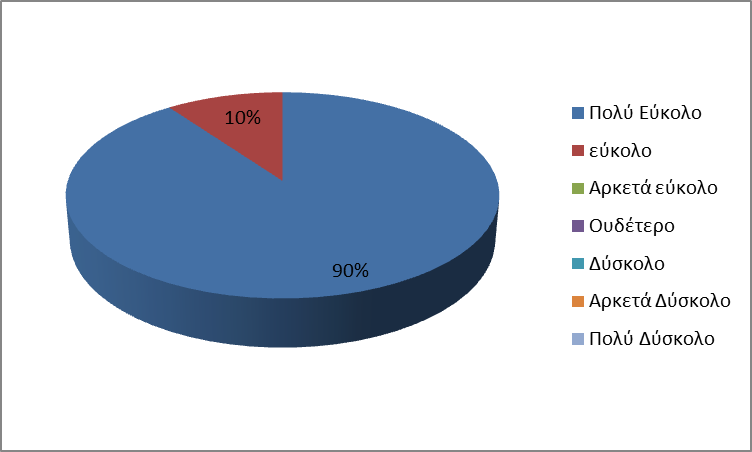 10%
90%
Πολύ Εύκολο
εύκολο
Αρκετά εύκολο
Ουδέτερο
Δύσκολο
Αρκετά Δύσκολο
Πολύ Δύσκολο